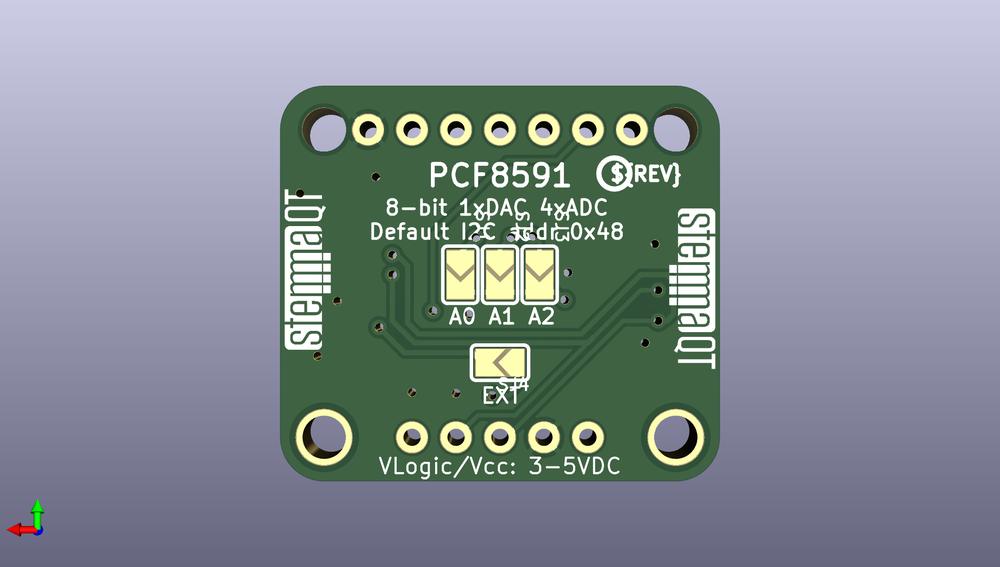 PCF8591 ${REV}
8-bit 1xDAC 4xADC
Default I2C addr 0x48
stemmaQT
stemmaQT
A0 A1 A2
SJ4
EXT
VLogic/Vcc: 3-5VDC